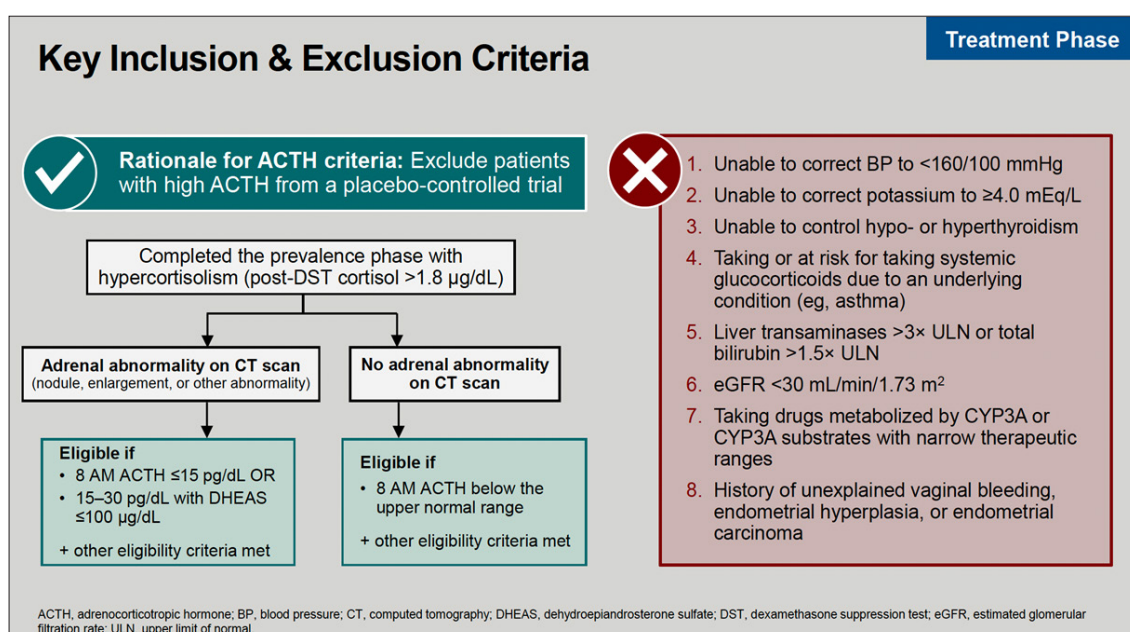 Treatment Phase
Key Inclusion & Exclusion Criteria
Rationale for ACTH criteria: Exclude patients
with high ACTH from a placebo-controlled trial
Completed the prevalence phase with
hypercortisolism (post-DST cortisol >1.8 µg/dL)
Adrenal abnormality on CT scan
(nodule, enlargement, or other abnormality)
No adrenal abnormality
on CT scan
Eligible if
• 8 AM ACTH ≤15 pg/dL OR
• 15–30 pg/dL with DHEAS
≤100 µg/dL
+ other eligibility criteria met
Eligible if
• 8 AM ACTH below the
upper normal range
+ other eligibility criteria met
1. Unable to correct BP to <160/100 mmHg
2. Unable to correct potassium to ≥4.0 mEq/L
3. Unable to control hypo- or hyperthyroidism
4. Taking or at risk for taking systemic
glucocorticoids due to an underlying
condition (eg, asthma)
5. Liver transaminases >3× ULN or total
bilirubin >1.5× ULN
6. eGFR <30 mL/min/1.73 m²
7. Taking drugs metabolized by CYP3A or
CYP3A substrates with narrow therapeutic
ranges
8. History of unexplained vaginal bleeding,
endometrial hyperplasia, or endometrial
carcinoma
ACTH, adrenocorticotropic hormone; BP, blood pressure; CT, computed tomography; DHEAS, dehydroepiandrosterone sulfate; DST, dexamethasone suppression test; eGFR, estimated glomerular
filtration rate; ULN, upper limit of normal